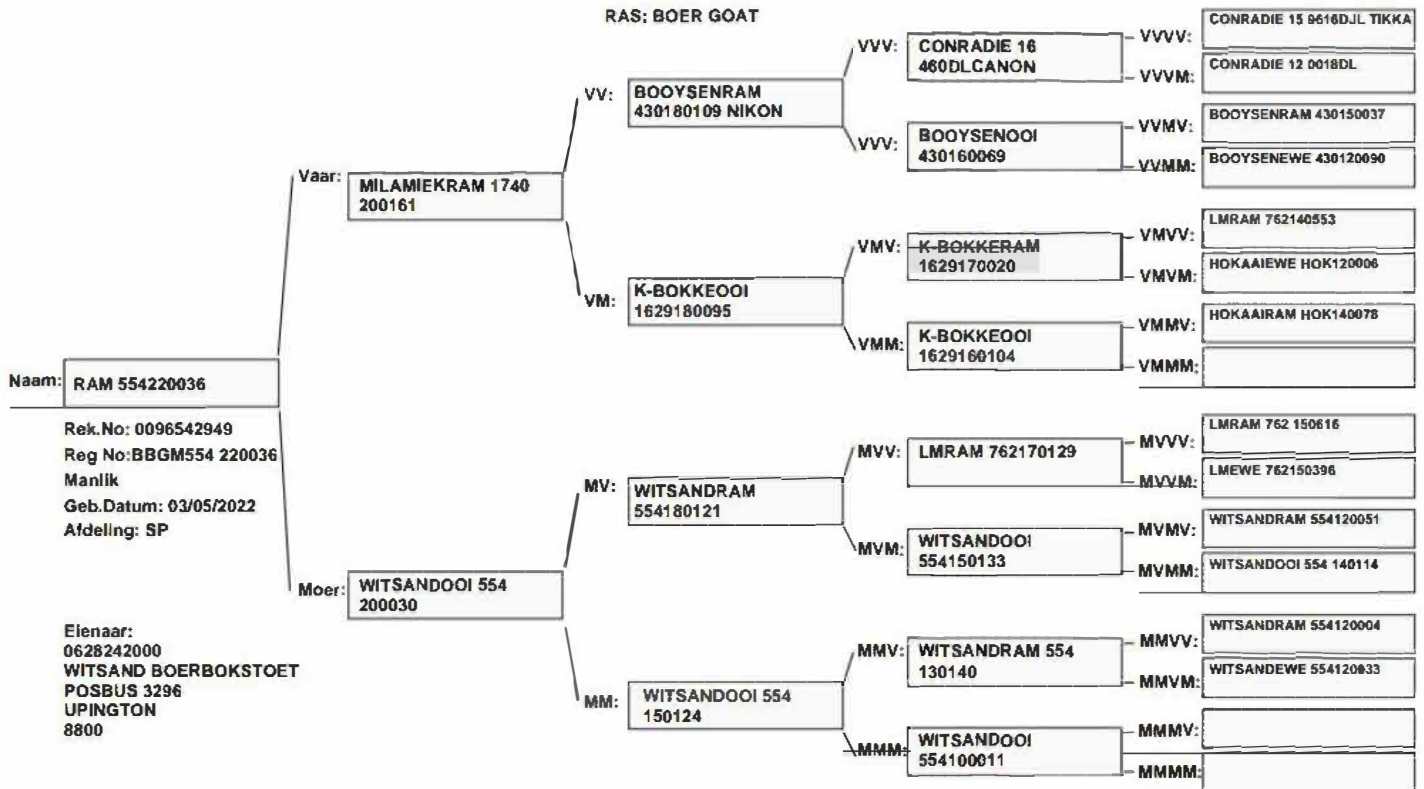 RAS: BOER GOAT
Naam: RAM 554220036
Rek.No: 0096542949
Reg No:BBGM554 220036
Manlik
Geb.Datum: 03/05/2022
Afdeling: SP
Eienaar:
0628242000
WITSAND BOERBOKSTOET
POSBUS 3296
UPINGTON
8800
Vaar: MILAMIEKRAM 1740
200161
Moer: WITSANDOOI 554
200030
VV: BOOYSENRAM
430180109 NIKON
VM: K-BOKKEOOI
1629180095
MV: WITSANDRAM
554180121
MM: WITSANDOOI 554
150124
VVV: CONRADIE 16
460DLCANON
VVV: BOOYSENOOI
430160069
VMV: K-BOKKERAM
1629170020
VMM: K-BOKKEOOI
1629160104
MVV: LMRAM 762170129
MVM: WITSANDOOI
554150133
MMV: WITSANDRAM 554
130140
MMM: WITSANDOOI
554100011
VVVV: CONRADIE 15 9616DJL TIKKA
VVVM: CONRADIE 12 0018DL
VVMV: BOOYSENRAM 430150037
VVMM: BOOYSENEWE 430120090
VMVV: LMRAM 762140553
VMVM: HOKAAIEWE HOK120006
VMMV: HOKAAIRAM HOK140078
VMMM:
MVVV: LMRAM 762 150616
MVVM: LMEWE 762150396
MVMV: WITSANDRAM 554120051
MVMM: WITSANDOOI 554 140114
MMVV: WITSANDRAM 554120004
MMVM: WITSANDEWE 554120033
MMMV:
MMMM: